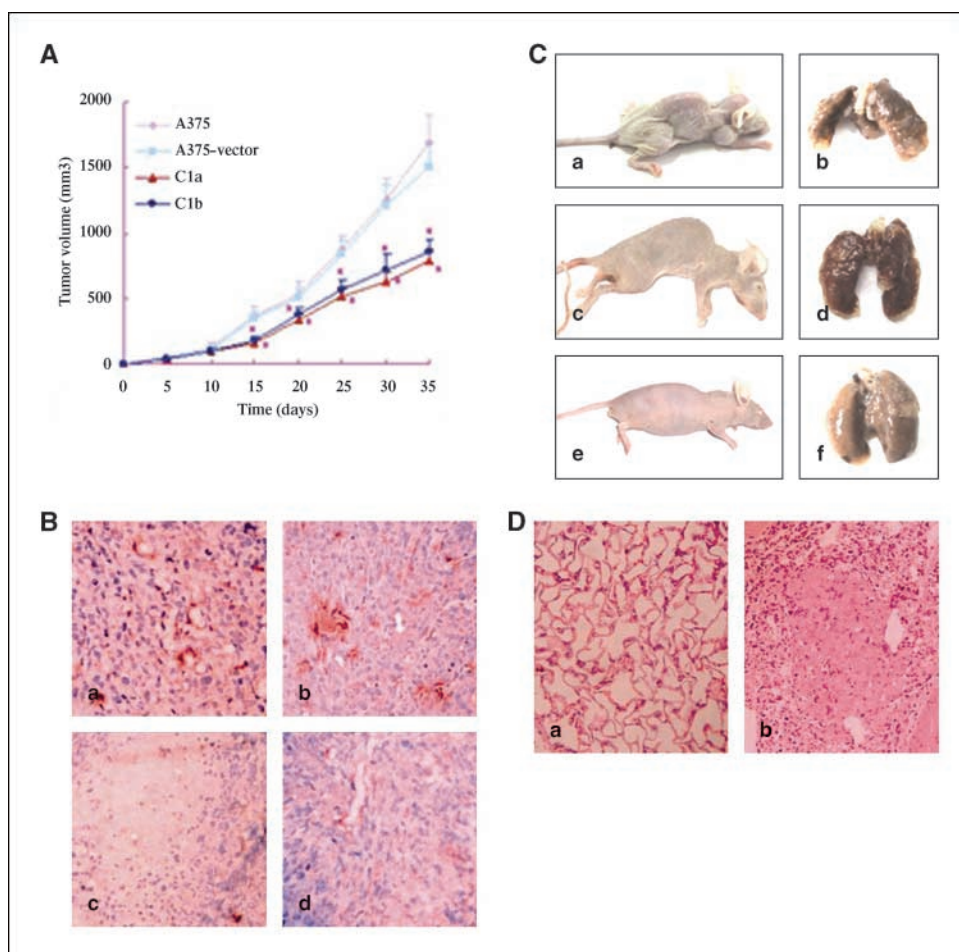 A
2000
1500
1000
500
0
Tumor volume (mm3)
A375
A375-vector
C1a
C1b
0 5 10 15 20 25 30 35
Time (days)
C
a
b
c
d
e
f
B
a
b
c
d
D
a
b